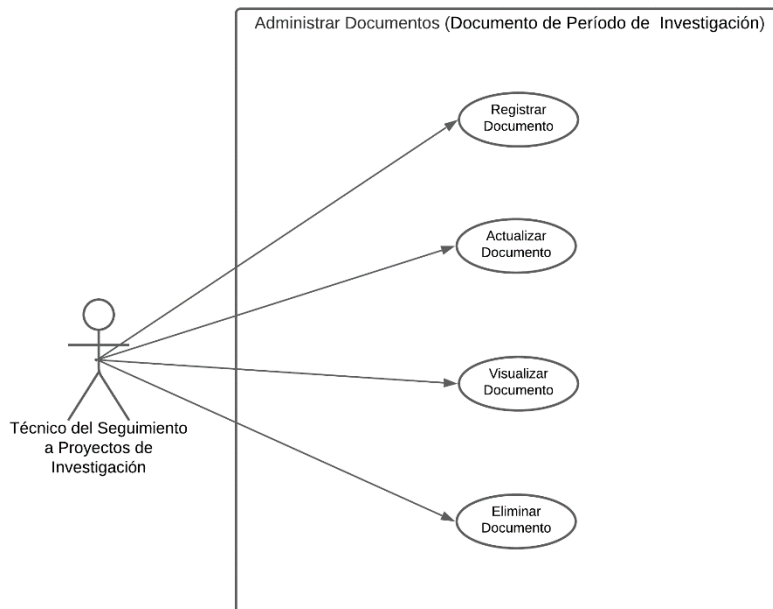 Administrar Documentos (Documento de Período de Investigación)
Registrar
Documento
Actualizar
Documento
Visualizar
Documento
Técnico del Seguimiento
a Proyectos de
Investigación
Eliminar
Documento